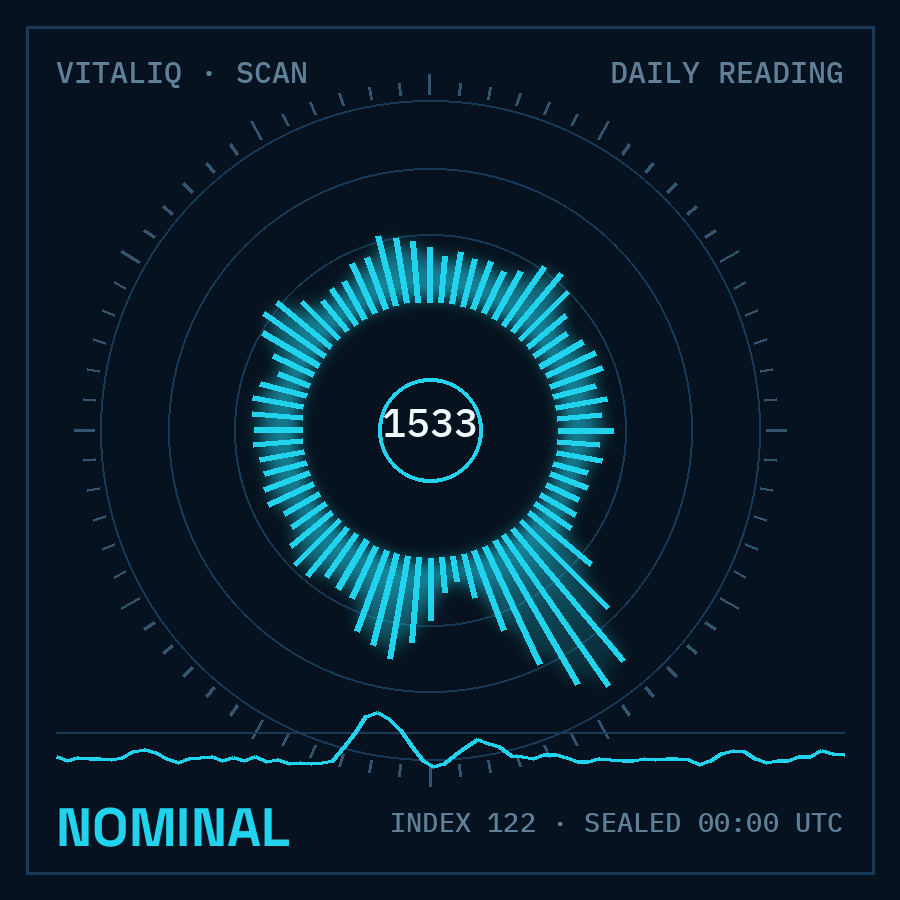 VITALIQ · SCAN
DAILY READING
1533
NOMINAL
INDEX 122 · SEALED 00:00 UTC